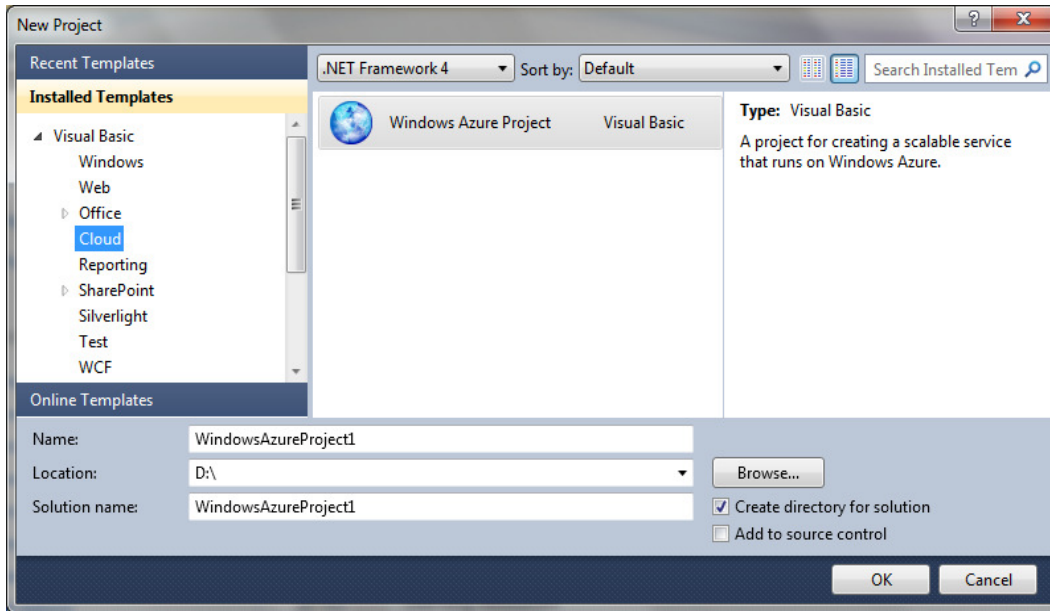 New Project
Recent Templates
Installed Templates
Visual Basic
Windows
Web
Office
Cloud
Reporting
SharePoint
Silverlight
Test
WCF
Online Templates
.NET Framework 4 Sort by: Default Search Installed Tem
Windows Azure Project Visual Basic
Type: Visual Basic
A project for creating a scalable service
that runs on Windows Azure.
Name: WindowsAzureProject1
Location: D:\ Browse...
Solution name: WindowsAzureProject1 Create directory for solution
Add to source control
OK Cancel